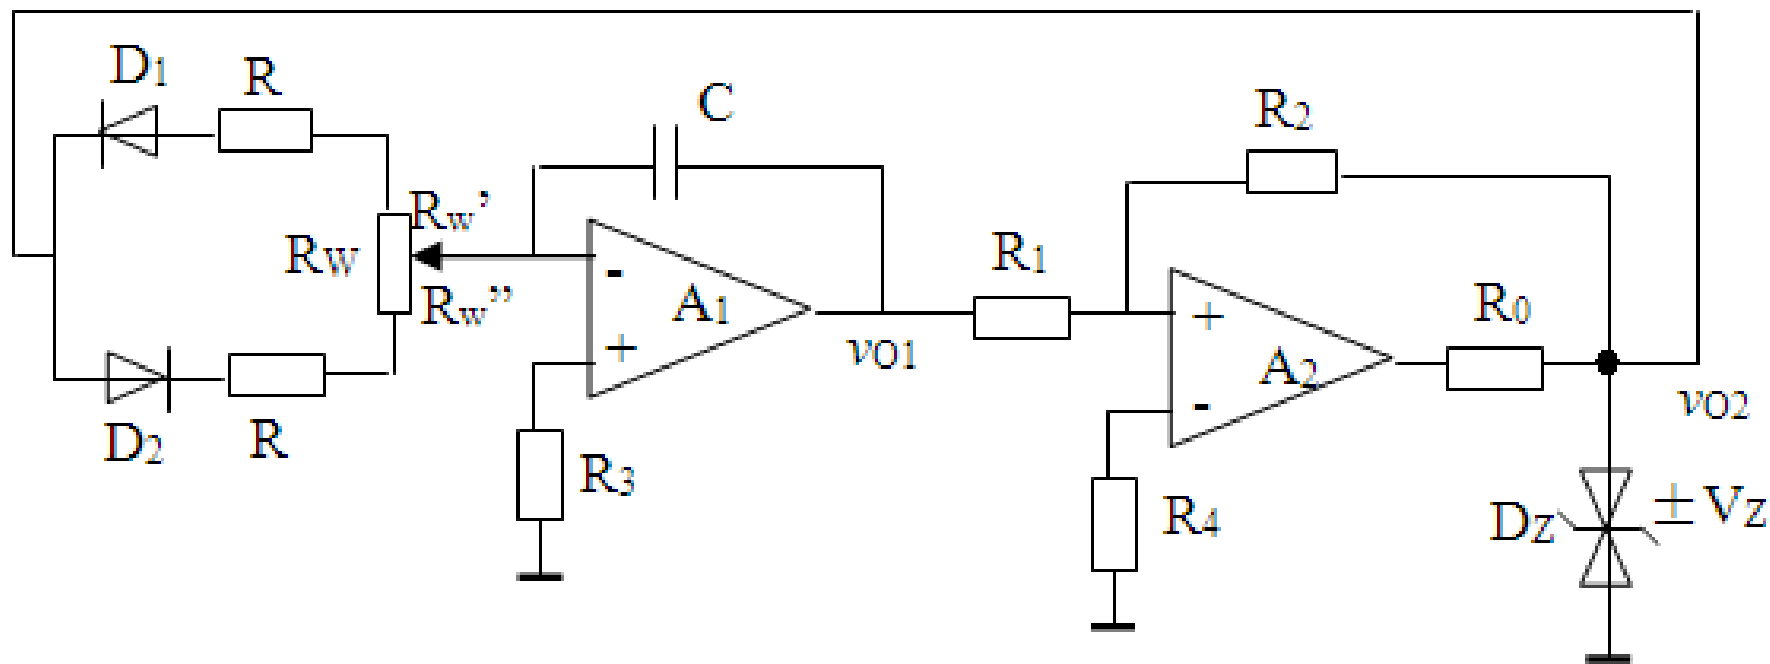 D1
R
C
R2
Rw'
RW
Rw''
-
A1
+
R1
vO1
+
A2
-
R0
vO2
D2
R
R3
R4
DZ
±VZ